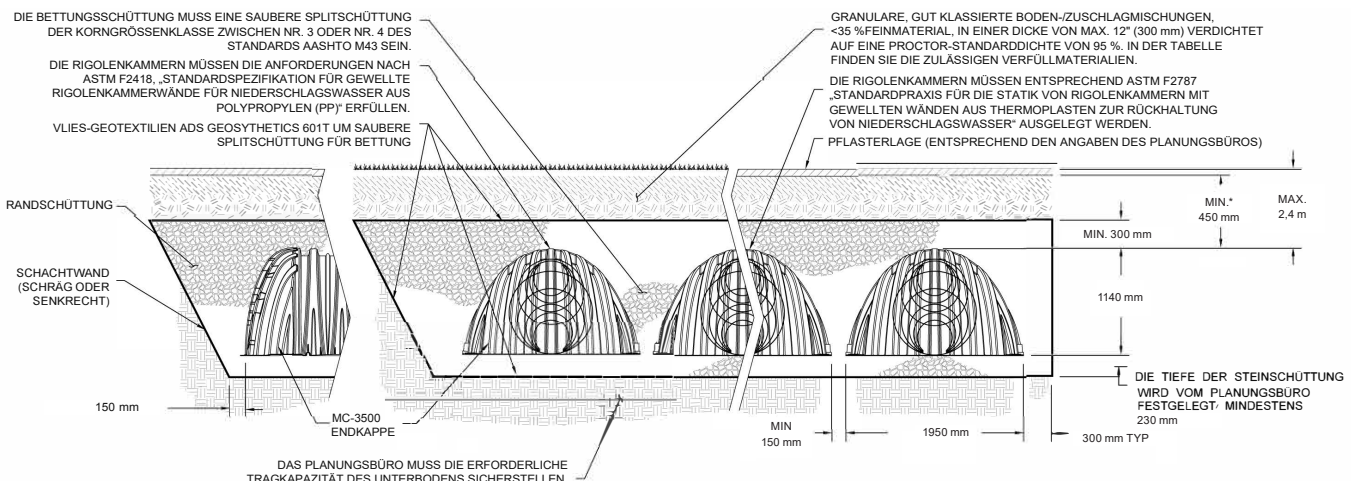 DIE BETTUNGSSCHÜTTUNG MUSS EINE SAUBERE SPLITSCHÜTTUNG
DER KORNGRÖSSENKLASSE ZWISCHEN NR. 3 ODER NR. 4 DES
STANDARDS AASHTO M43 SEIN.
DIE RIGOLENKAMMERN MÜSSEN DIE ANFORDERUNGEN NACH
ASTM F2418, „STANDARDSPEZIFIKATION FÜR GEWELLTE
RIGOLENKAMMERWÄNDE FÜR NIEDERSCHLAGSWASSER AUS
POLYPROPYLEN (PP)“ ERFÜLLEN.
VLIES-GEOTEXTILIEN ADS GEOSYTHETICS 601T UM SAUBERE
SPLITSCHÜTTUNG FÜR BETTUNG
GRANULARE, GUT KLASSIERTE BODEN-/ZUSCHLAGMISCHUNGEN,
<35 %FEINMATERIAL, IN EINER DICKE VON MAX. 12" (300 mm) VERDICHTET
AUF EINE PROCTOR-STANDARDDICHTE VON 95 %. IN DER TABELLE
FINDEN SIE DIE ZULÄSSIGEN VERFÜLLMATERIALIEN.
DIE RIGOLENKAMMERN MÜSSEN ENTSPRECHEND ASTM F2787
„STANDARDPRAXIS FÜR DIE STATIK VON RIGOLENKAMMERN MIT
GEWELLTEN WÄNDEN AUS THERMOPLASTEN ZUR RÜCKHALTUNG
VON NIEDERSCHLAGSWASSER“ AUSGELEGT WERDEN.
PFLASTERLAGE (ENTSPRECHEND DEN ANGABEN DES PLANUNGSBÜROS)
RANDSCHÜTTUNG
SCHACHTWAND
(SCHRÄG ODER
SENKRECHT)
MIN.*
450 mm
MAX.
2,4 m
MIN. 300 mm
1140 mm
DIE TIEFE DER STEINSCHÜTTUNG
WIRD VOM PLANUNGSBÜRO
FESTGELEGT/ MINDESTENS
230 mm
150 mm
MC-3500
ENDKAPPE
MIN
150 mm
1950 mm
300 mm TYP
DAS PLANUNGSBÜRO MUSS DIE ERFORDERLICHE
TRAGKAPAZITÄT DES UNTERBODENS SICHERSTELLEN.